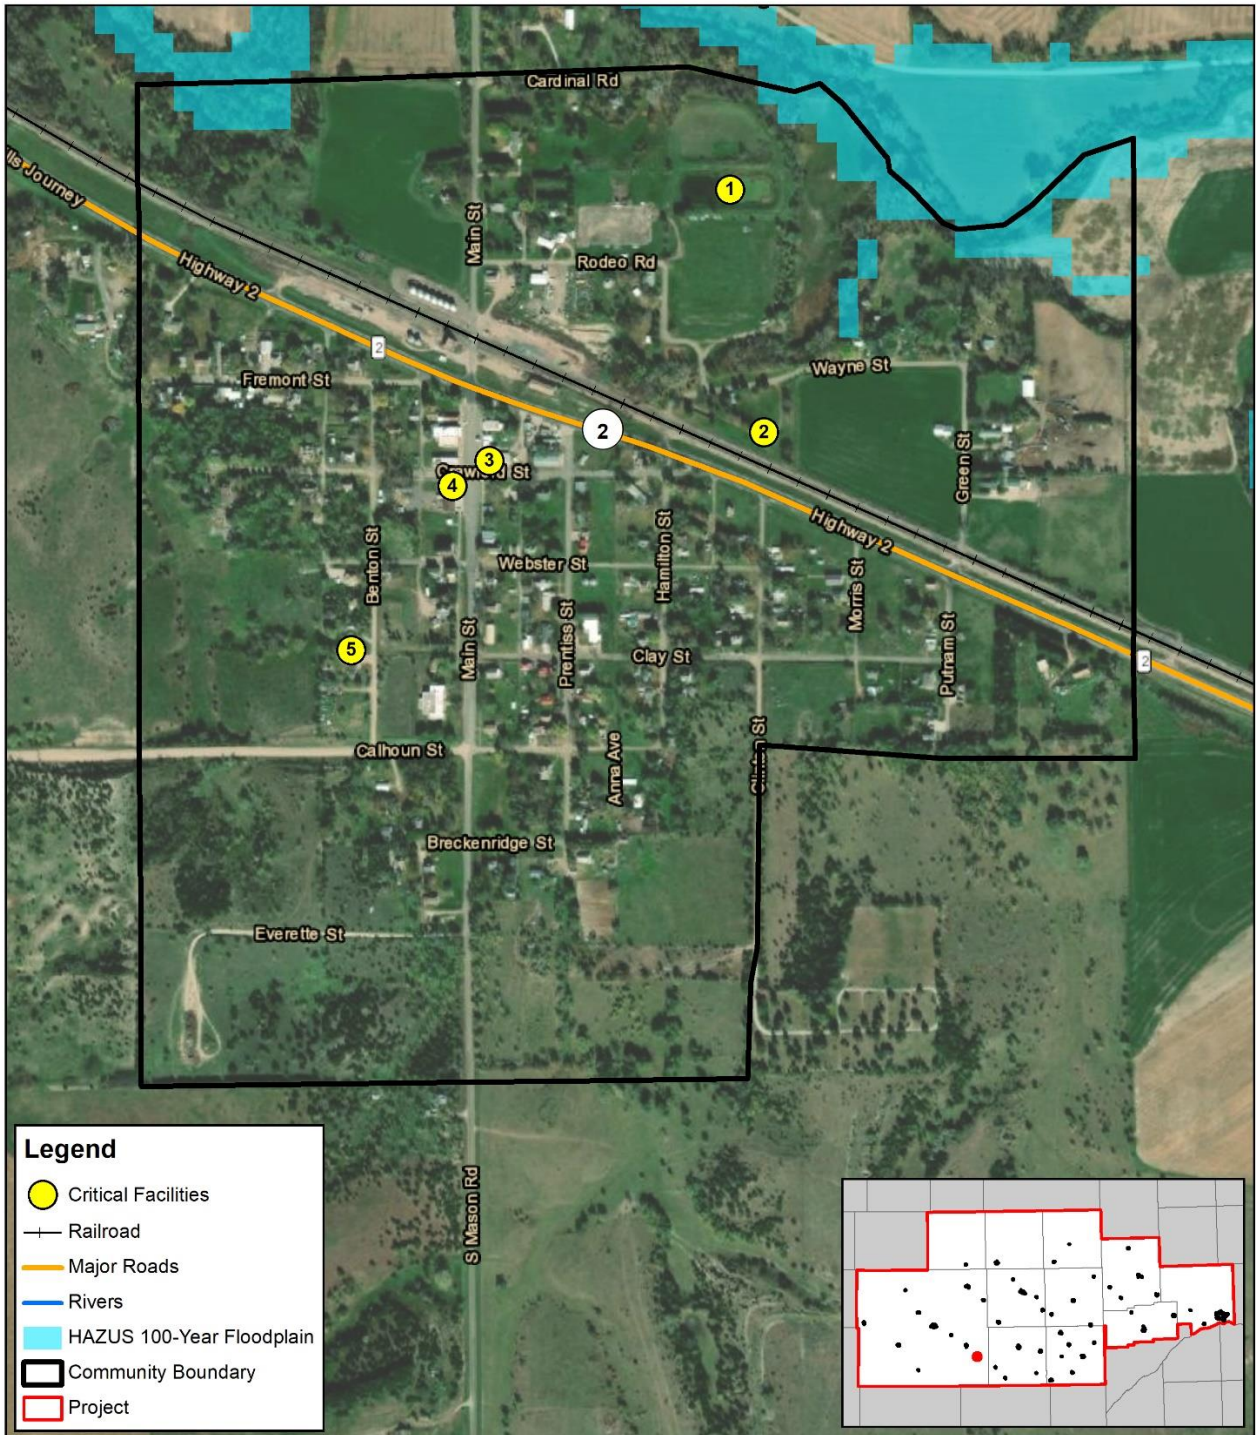 Cardinal Rd
1
Main St
Rodeo Rd
lls Journey
Highway 2
2
Wayne St
Fremont St
2
2
3
Crawford St
4
Green St
Highway 2
Hamilton St
Benton St
Webster St
Morris St
5
Main St
Prentiss St
Clay St
Putnam St
2
Calhoun St
Clinton St
Anna Ave
Breckenridge St
Everette St
S Mason Rd
Legend
Critical Facilities
Railroad
Major Roads
Rivers
HAZUS 100-Year Floodplain
Community Boundary
Project